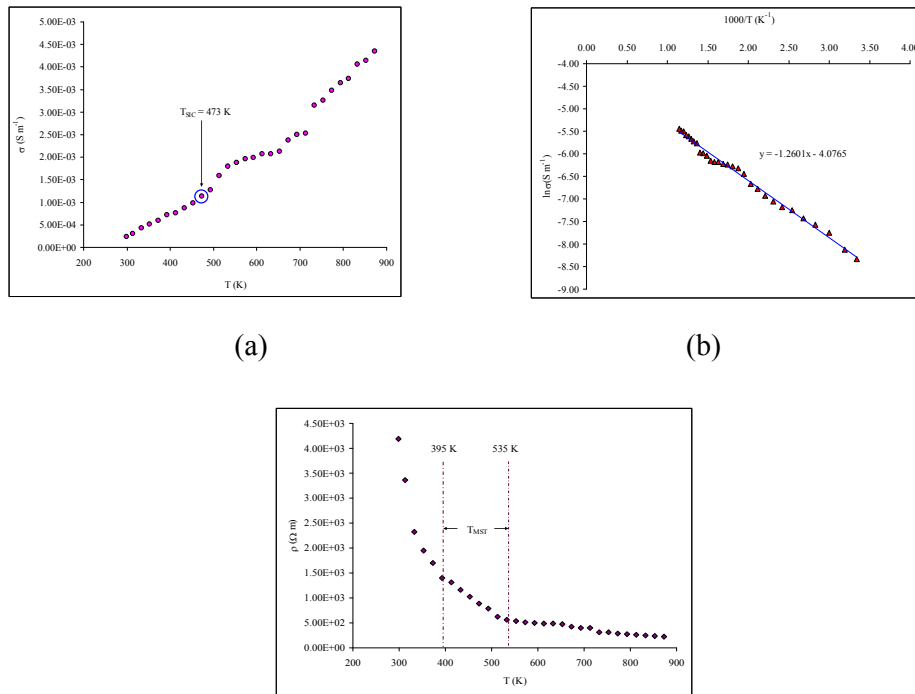 5.00E-03
4.50E-03
4.00E-03
3.50E-03
3.00E-03
2.50E-03
2.00E-03
1.50E-03
1.00E-03
5.00E-04
0.00E+00
σ (S m⁻¹)
T_SIC = 473 K
200 300 400 500 600 700 800 900
T (K)
(a)
1000/T (K⁻¹)
0.00 0.50 1.00 1.50 2.00 2.50 3.00 3.50 4.00
-4.00
-4.50
-5.00
-5.50
-6.00
-6.50
-7.00
-7.50
-8.00
-8.50
-9.00
lnσ(S m⁻¹)
y = -1.2601x - 4.0765
(b)
4.50E+03
4.00E+03
3.50E+03
3.00E+03
2.50E+03
2.00E+03
1.50E+03
1.00E+03
5.00E+02
0.00E+00
ρ (Ω m)
395 K 535 K
T_MST
200 300 400 500 600 700 800 900
T (K)